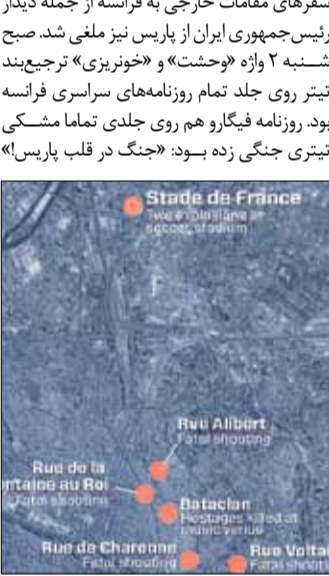 سفرهای مقامات خارجی به فرانسه از جمله دیدار
رئیس‌جمهوری ایران از پاریس نیز ملغی شد. صبح
شنبه ۲ واژه «وحشت» و «خونریزی» ترجیع‌بند
تیتر روی جلد تمام روزنامه‌های سراسری فرانسه
بود. روزنامه فیگارو هم روی جلدی تماما مشکی
تیتری جنگی زده بود: «جنگ در قلب پاریس!»
Stade de France
Two explosions at
soccer stadium
Rue Alibert
Fatal shooting
Rue de la
ntaine au Roi
Fatal shooting
Bataclan
Hostages killed at
music venue
Rue de Charonne
Fatal shooting
Rue Voltai
Fatal shooti